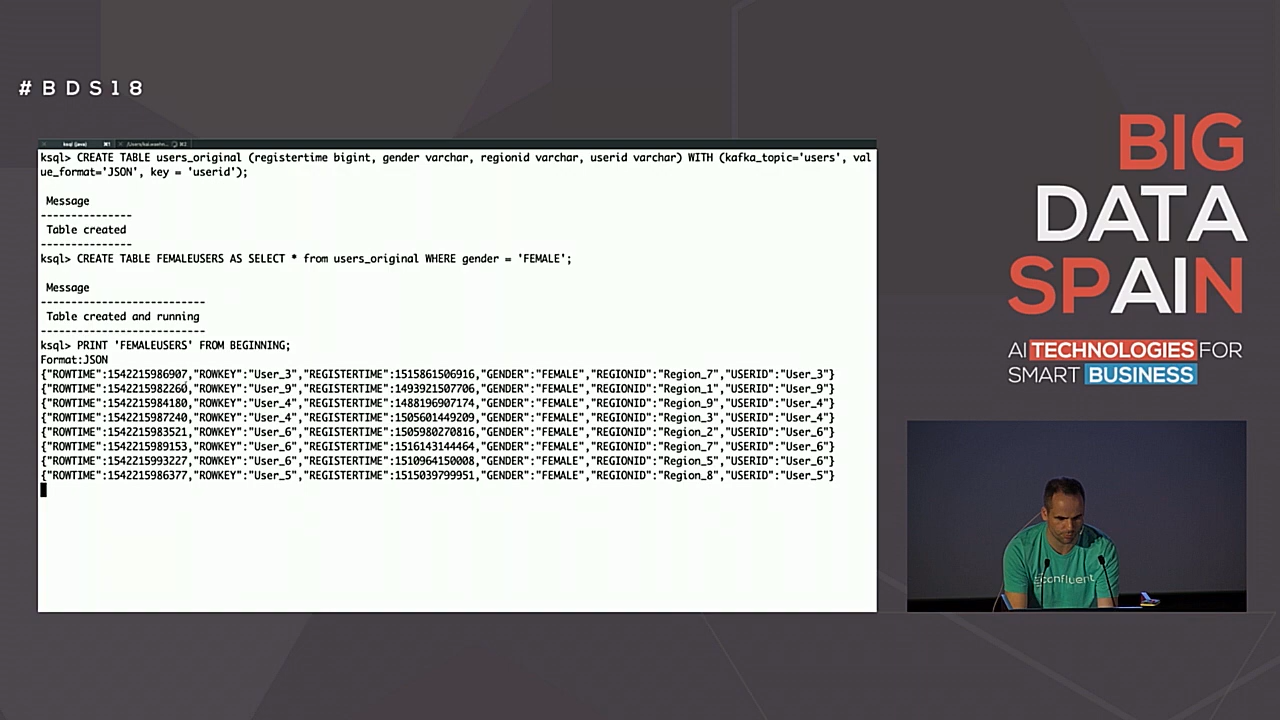 #BDS18
ksql> CREATE TABLE users_original (registertime bigint, gender varchar, regionid varchar, userid varchar) WITH (kafka_topic='users', val
ue_format='JSON', key = 'userid');
Message
---------------
Table created
---------------
ksql> CREATE TABLE FEMALEUSERS AS SELECT * from users_original WHERE gender = 'FEMALE';
Message
---------------------------
Table created and running
---------------------------
ksql> PRINT 'FEMALEUSERS' FROM BEGINNING;
Format:JSON
{"ROWTIME":1542215986907,"ROWKEY":"User_3","REGISTERTIME":1515861506916,"GENDER":"FEMALE","REGIONID":"Region_7","USERID":"User_3"}
{"ROWTIME":1542215982260,"ROWKEY":"User_9","REGISTERTIME":1493921507706,"GENDER":"FEMALE","REGIONID":"Region_1","USERID":"User_9"}
{"ROWTIME":1542215984180,"ROWKEY":"User_4","REGISTERTIME":1488196907174,"GENDER":"FEMALE","REGIONID":"Region_9","USERID":"User_4"}
{"ROWTIME":1542215987240,"ROWKEY":"User_4","REGISTERTIME":1505601449209,"GENDER":"FEMALE","REGIONID":"Region_3","USERID":"User_4"}
{"ROWTIME":1542215983521,"ROWKEY":"User_6","REGISTERTIME":1505980270816,"GENDER":"FEMALE","REGIONID":"Region_2","USERID":"User_6"}
{"ROWTIME":1542215989153,"ROWKEY":"User_6","REGISTERTIME":1516143144464,"GENDER":"FEMALE","REGIONID":"Region_7","USERID":"User_6"}
{"ROWTIME":1542215993227,"ROWKEY":"User_6","REGISTERTIME":1510964150008,"GENDER":"FEMALE","REGIONID":"Region_5","USERID":"User_6"}
{"ROWTIME":1542215986377,"ROWKEY":"User_5","REGISTERTIME":1515039799951,"GENDER":"FEMALE","REGIONID":"Region_8","USERID":"User_5"}
BIG
DATA
SPAIN
AI TECHNOLOGIES FOR
SMART BUSINESS
confluent